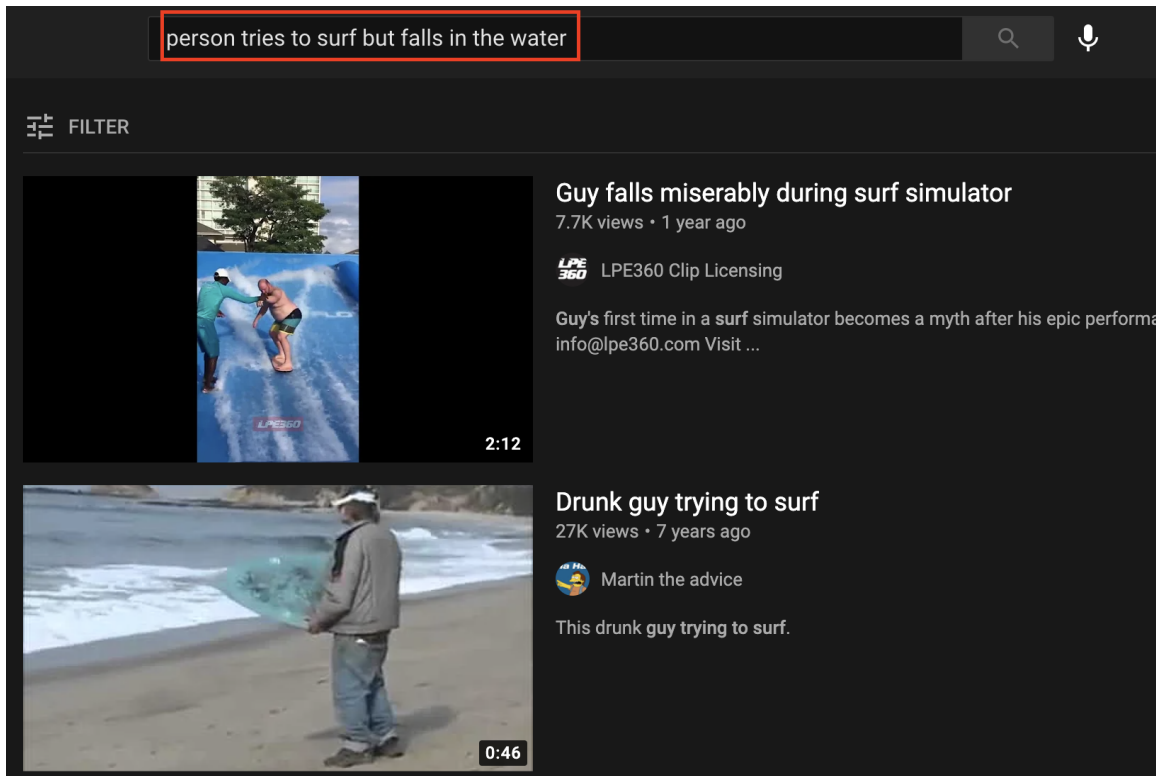 person tries to surf but falls in the water
FILTER
LPE360
2:12
Guy falls miserably during surf simulator
7.7K views • 1 year ago
LPE
360
LPE360 Clip Licensing
Guy's first time in a surf simulator becomes a myth after his epic performa
info@lpe360.com Visit ...
0:46
Drunk guy trying to surf
27K views • 7 years ago
Martin the advice
This drunk guy trying to surf.